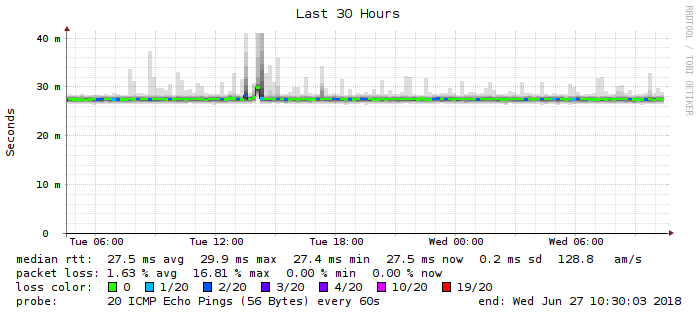 Last 30 Hours
RRDTOOL / TOBI OETIKER
Seconds
40 m
30 m
20 m
10 m
0
Tue 06:00 Tue 12:00 Tue 18:00 Wed 00:00 Wed 06:00
median rtt: 27.5 ms avg 29.9 ms max 27.4 ms min 27.5 ms now 0.2 ms sd 128.8 am/s
packet loss: 1.63 % avg 16.81 % max 0.00 % min 0.00 % now
loss color: 0 1/20 2/20 3/20 4/20 10/20 19/20
probe: 20 ICMP Echo Pings (56 Bytes) every 60s end: Wed Jun 27 10:30:03 2018